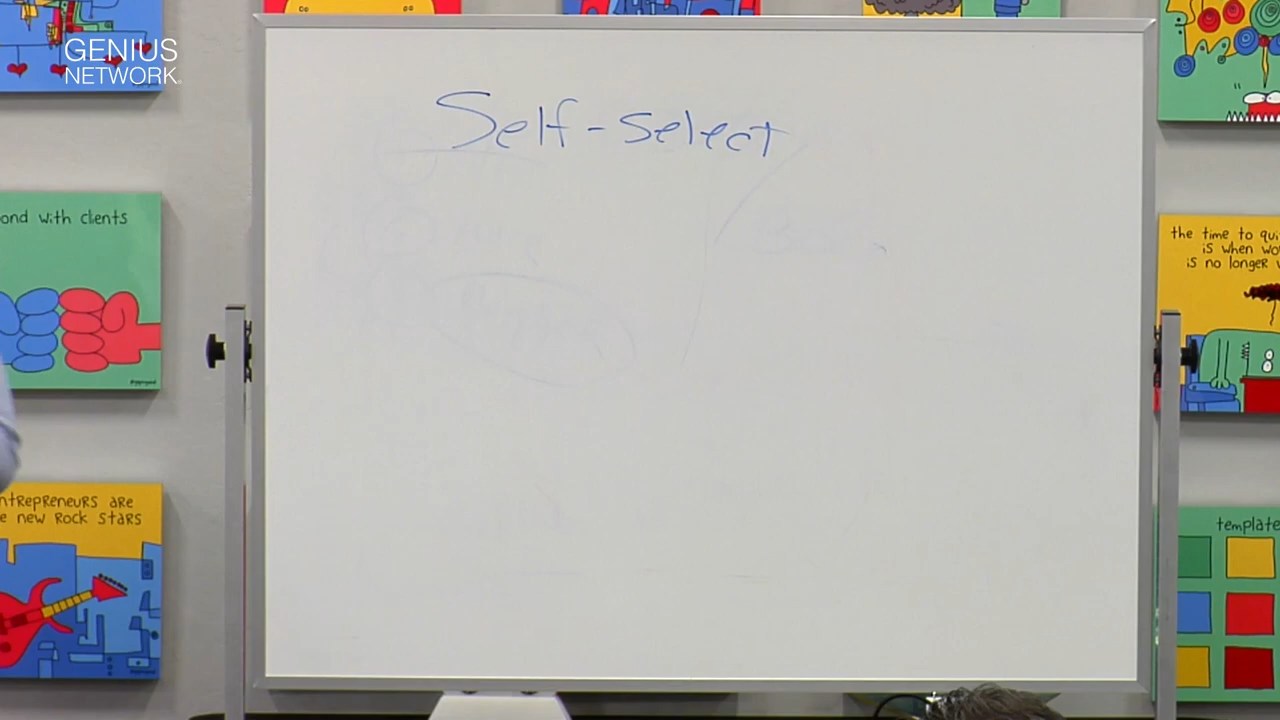 GENIUS
NETWORK
Self-select
ond with clients
the time to qui
is when wo
is no longer
ntrepreneurs are
e new rock stars
template